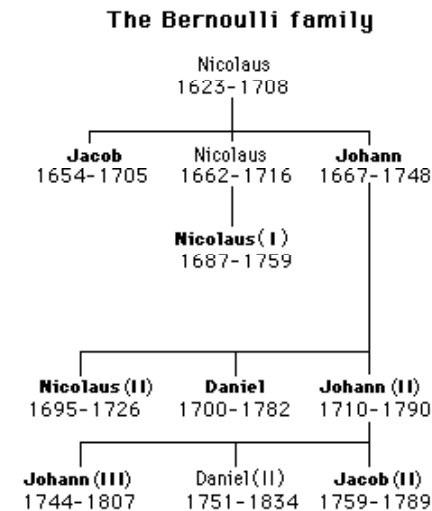 The Bernoulli family
Nicolaus
1623-1708
Jacob Nicolaus Johann
1654-1705 1662-1716 1667-1748
Nicolaus(I)
1687-1759
Nicolaus (II) Daniel Johann (II)
1695-1726 1700-1782 1710-1790
Johann (III) Daniel(II) Jacob (II)
1744-1807 1751-1834 1759-1789